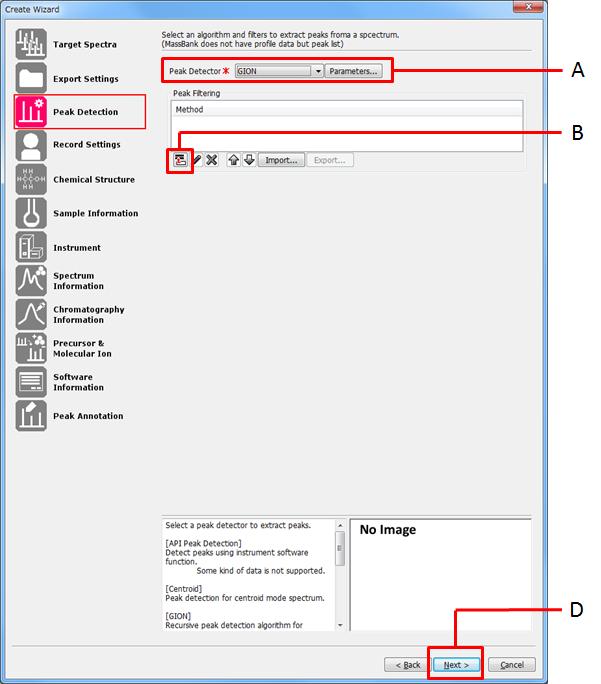 Create Wizard
Select an algorithm and filters to extract peaks froma a spcectrum.
(MassBank does not have profile data but peak list)
Target Spectra
Export Settings
Peak Detection
Record Settings
Chemical Structure
Sample Information
Instrument
Spectrum
Information
Chromatography
Information
Precursor &
Molecular Ion
Software
Information
Peak Annotation
Peak Detector * GION Parameters...
A
Peak Filtering
Method
B
Import... Export...
Select a peak detector to extract peaks.
[API Peak Detection]
Detect peaks using instrument software
function.
Some kind of data is not supported.
[Centroid]
Peak detection for centroid mode spectrum.
[GION]
Recursive peak detection algorithm for
No Image
D
< Back Next > Cancel